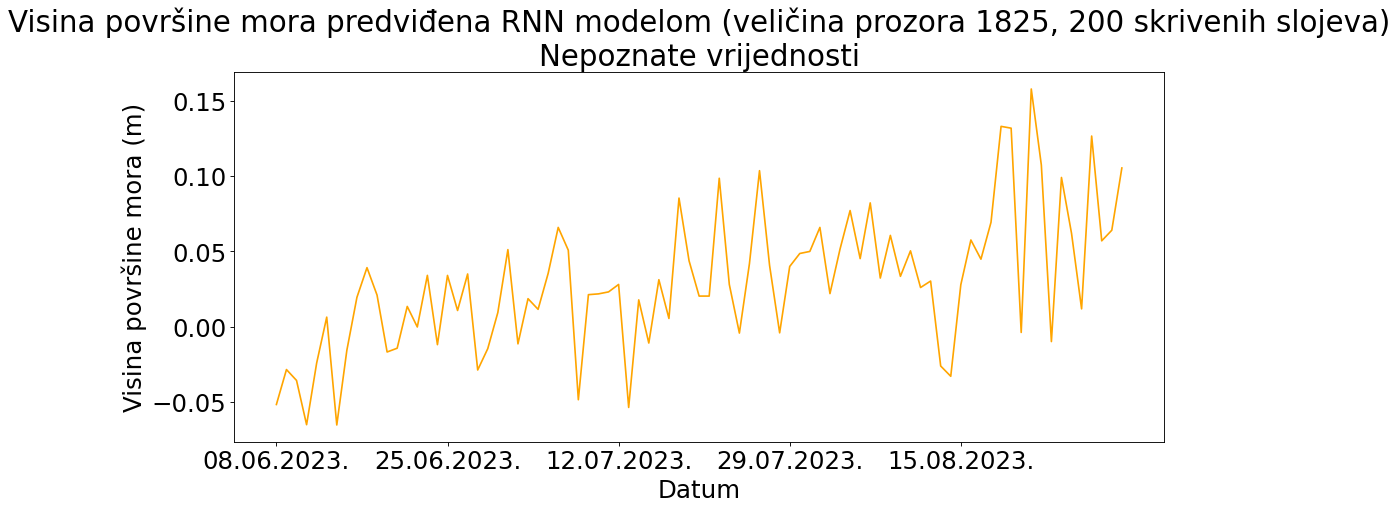 Visina površine mora predviđena RNN modelom (veličina prozora 1825, 200 skrivenih slojeva)
Nepoznate vrijednosti
Visina površine mora (m)
0.15
0.10
0.05
0.00
−0.05
08.06.2023. 25.06.2023. 12.07.2023. 29.07.2023. 15.08.2023.
Datum